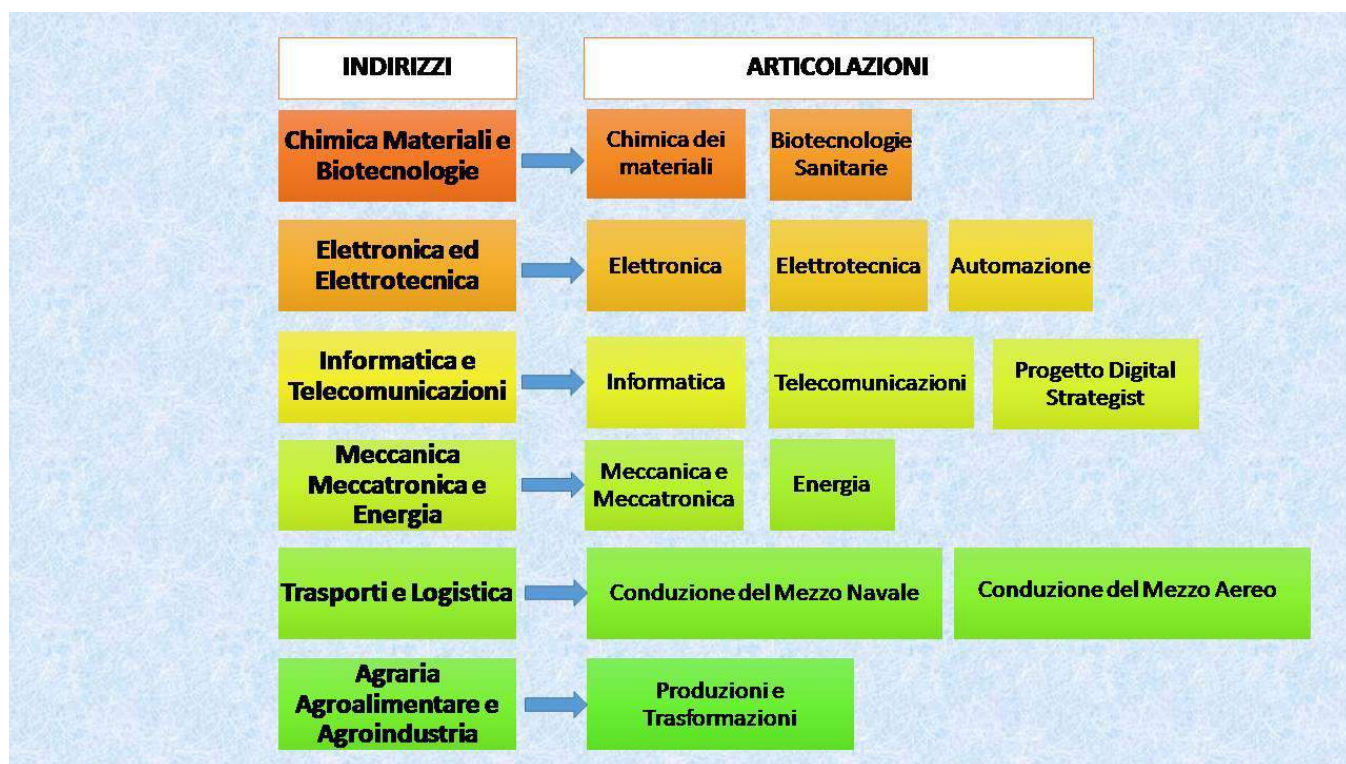 INDIRIZZI
ARTICOLAZIONI
Chimica Materiali e
Biotecnologie
Chimica dei
materiali
Biotecnologie
Sanitarie
Elettronica ed
Elettrotecnica
Elettronica
Elettrotecnica
Automazione
Informatica e
Telecomunicazioni
Informatica
Telecomunicazioni
Progetto Digital
Strategist
Meccanica
Meccatronica e
Energia
Meccanica e
Meccatronica
Energia
Trasporti e Logistica
Conduzione del Mezzo Navale
Conduzione del Mezzo Aereo
Agraria
Agroalimentare e
Agroindustria
Produzioni e
Trasformazioni